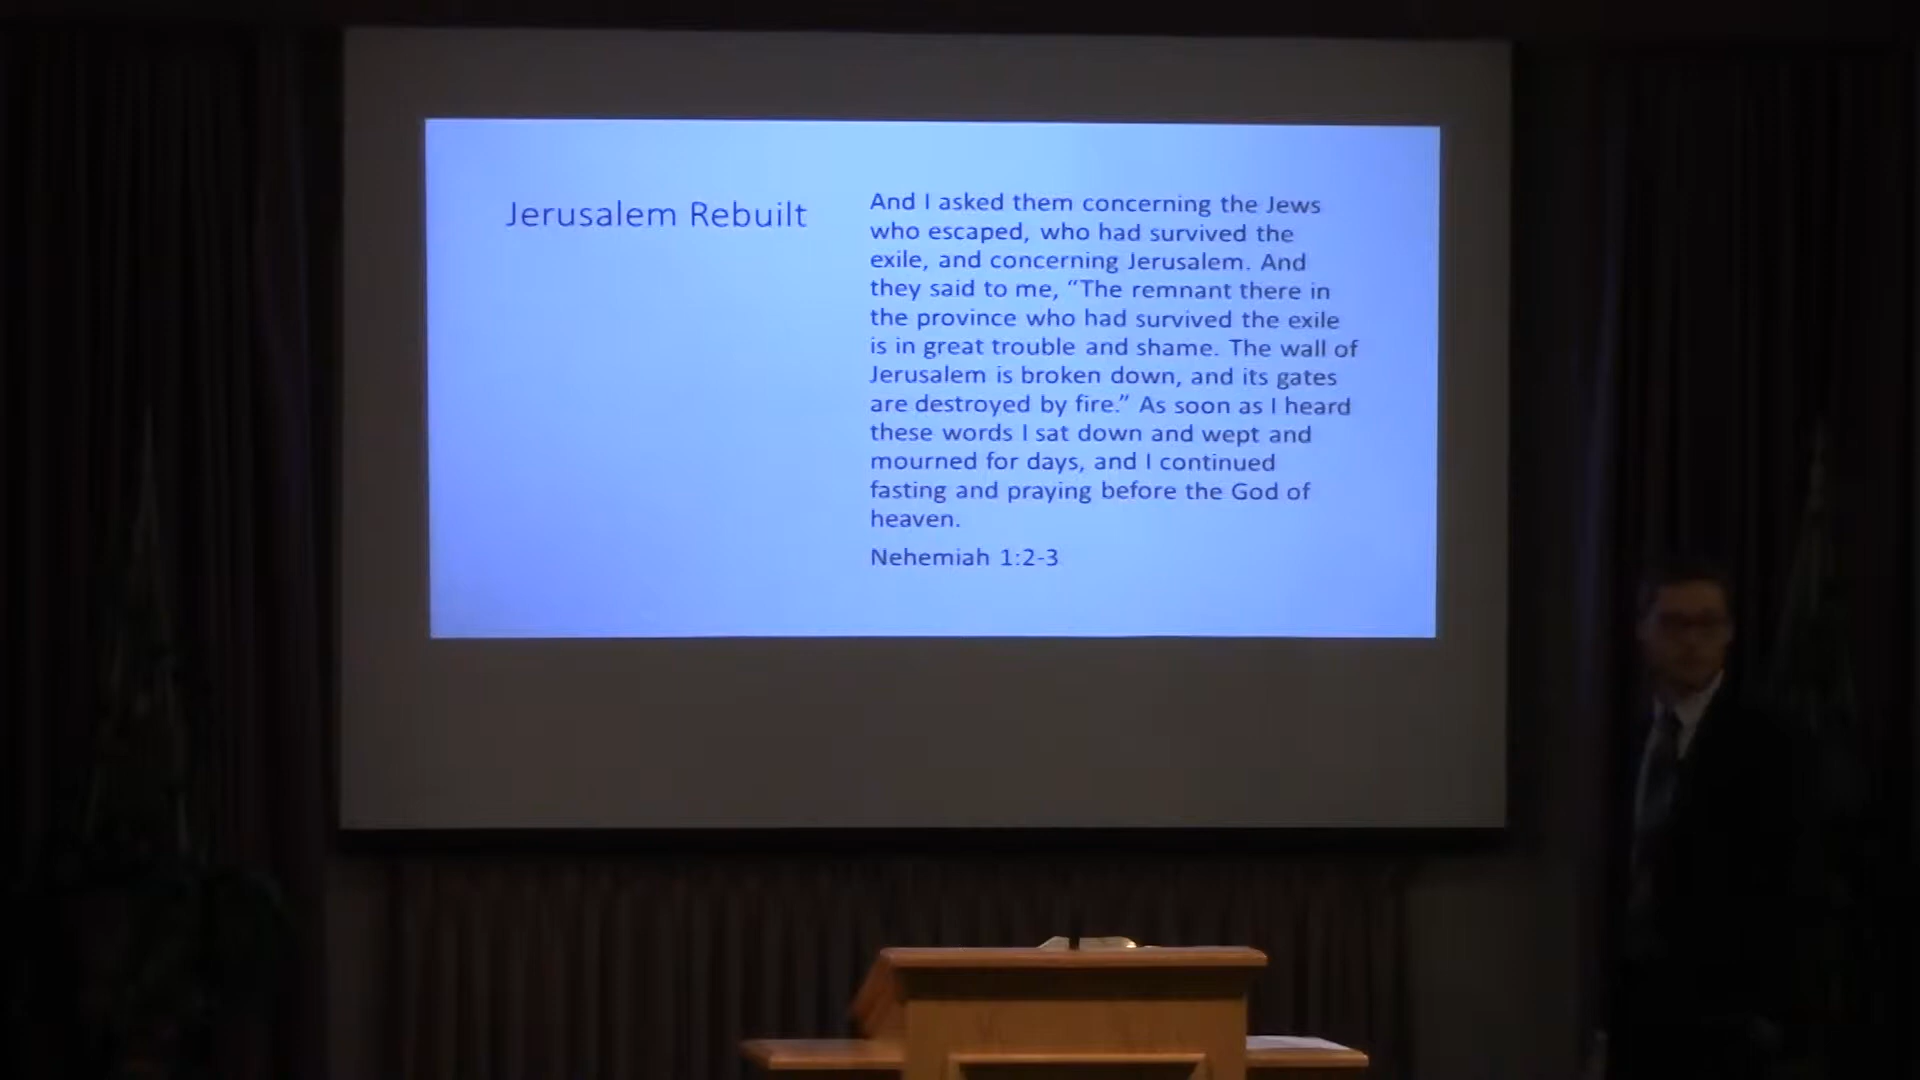 Jerusalem Rebuilt
And I asked them concerning the Jews
who escaped, who had survived the
exile, and concerning Jerusalem. And
they said to me, “The remnant there in
the province who had survived the exile
is in great trouble and shame. The wall of
Jerusalem is broken down, and its gates
are destroyed by fire.” As soon as I heard
these words I sat down and wept and
mourned for days, and I continued
fasting and praying before the God of
heaven.
Nehemiah 1:2-3